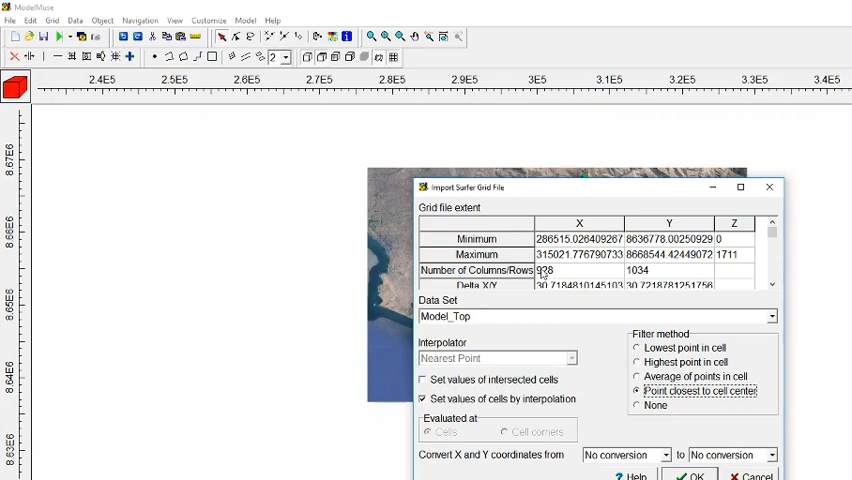 ModelMuse
File Edit Grid Data Object Navigation View Customize Model Help
2
2.4E5 2.5E5 2.6E5 2.7E5 2.8E5 2.9E5 3E5 3.1E5 3.2E5 3.3E5 3.4E5
8.67E6
8.66E6
8.65E6
8.64E6
8.63E6
Import Surfer Grid File
Grid file extent
X Y Z
Minimum 286515.026409267 8636778.00250929 0
Maximum 315021.776790733 8668544.42449072 1711
Number of Columns/Rows 928 1034
Delta X/Y 30.7184810145103 30.7218781251756
Data Set
Model_Top
Interpolator
Nearest Point
Set values of intersected cells
Set values of cells by interpolation
Evaluated at
Cells Cell corners
Filter method
Lowest point in cell
Highest point in cell
Average of points in cell
Point closest to cell center
None
Convert X and Y coordinates from No conversion to No conversion
? Help OK Cancel